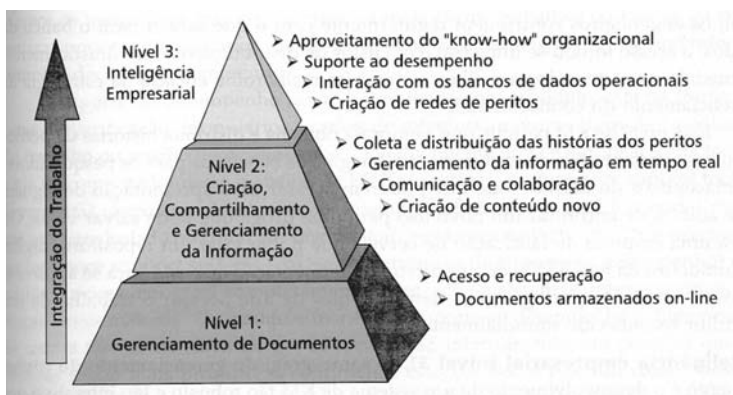 Nível 3:
Inteligência
Empresarial
Aproveitamento do "know-how" organizacional
Suporte ao desempenho
Interação com os banco de dados operacionais
Criação de redes de peritos
Coleta e distribuição das histórias dos peritos
Gerenciamento da informação em tempo real
Comunicação e colaboração
Criação de conteúdo novo
Nível 2:
Criação,
Compartilhamento
e Gerenciamento
da Informação
Acesso e recuperação
Documentos armazenados on-line
Nível 1:
Gerenciamento de Documentos
Integração do Trabalho